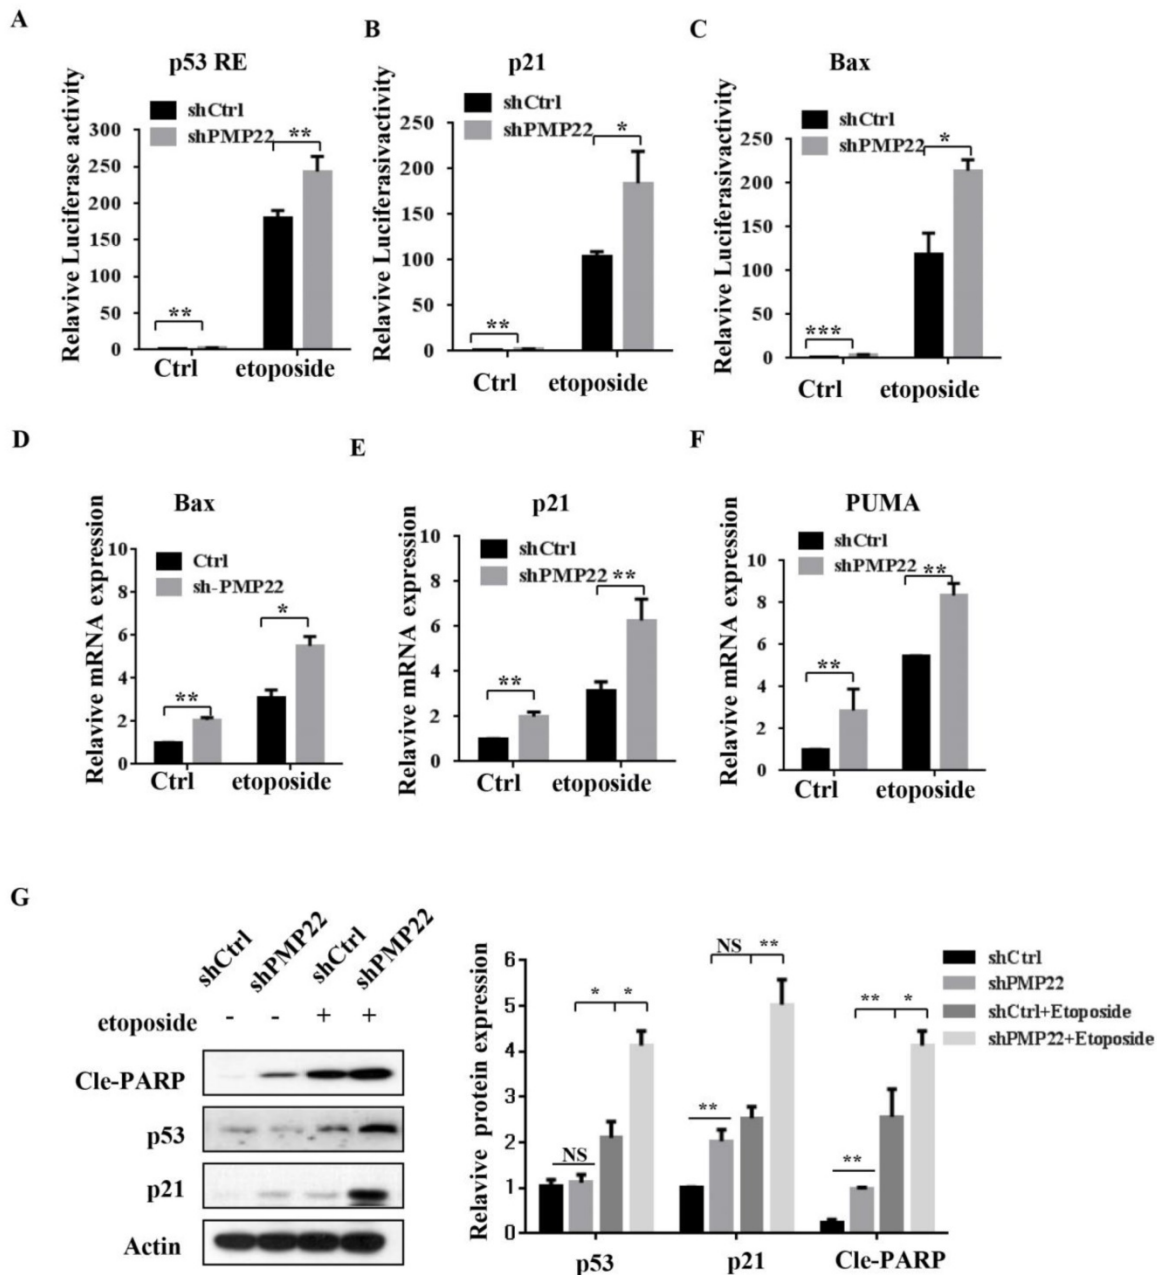 A
p53 RE
Relavive Luciferase activity
shCtrl
shPMP22
300
250
200
150
100
50
0
**
**
Ctrl
etoposide
B
p21
Relavive Luciferasivactivity
shCtrl
shPMP22
250
200
150
100
50
0
**
*
Ctrl
etoposide
C
Bax
Relavive Luciferasivactivity
shCtrl
shPMP22
250
200
150
100
50
0
***
*
Ctrl
etoposide
D
Bax
Relavive mRNA expression
Ctrl
sh-PMP22
10
8
6
4
2
0
**
*
Ctrl
etoposide
E
p21
Relavive mRNA expression
shCtrl
shPMP22
10
8
6
4
2
0
**
**
Ctrl
etoposide
F
PUMA
Relavive mRNA expression
shCtrl
shPMP22
10
8
6
4
2
0
**
**
Ctrl
etoposide
G
shCtrl
shPMP22
shCtrl
shPMP22
etoposide - - + +
Cle-PARP
p53
p21
Actin
Relavive protein expression
6
5
4
3
2
1
0
NS
*
*
**
NS
**
**
**
*
p53
p21
Cle-PARP
shCtrl
shPMP22
shCtrl+Etoposide
shPMP22+Etoposide